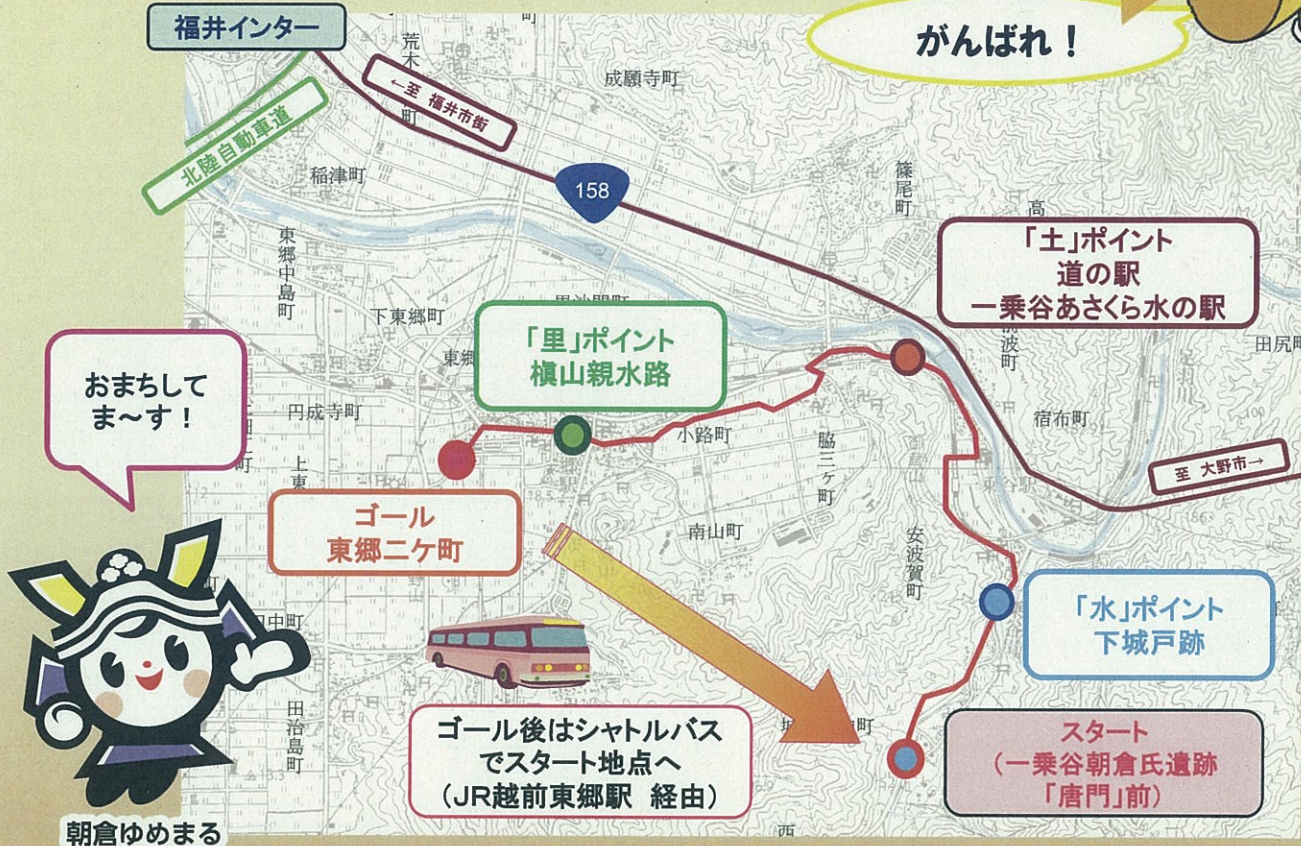 福井インター
がんばれ！
←至 福井市街
北陸自動車道
成願寺町
稲津町
158
篠尾町
高
東郷中島町
「土」ポイント
道の駅
一乗谷あさくら水の駅
下東郷町
東郷
「里」ポイント
槇山親水路
田尻町
おまちして
ま～す！
円成寺町
小路町
宿布町
脇三ヶ町
至 大野市→
上東
ゴール
東郷二ケ町
南山町
安波賀町
「水」ポイント
下城戸跡
田治島町
ゴール後はシャトルバス
でスタート地点へ
（JR越前東郷駅 経由）
スタート
（一乗谷朝倉氏遺跡
「唐門」前）
西
朝倉ゆめまる